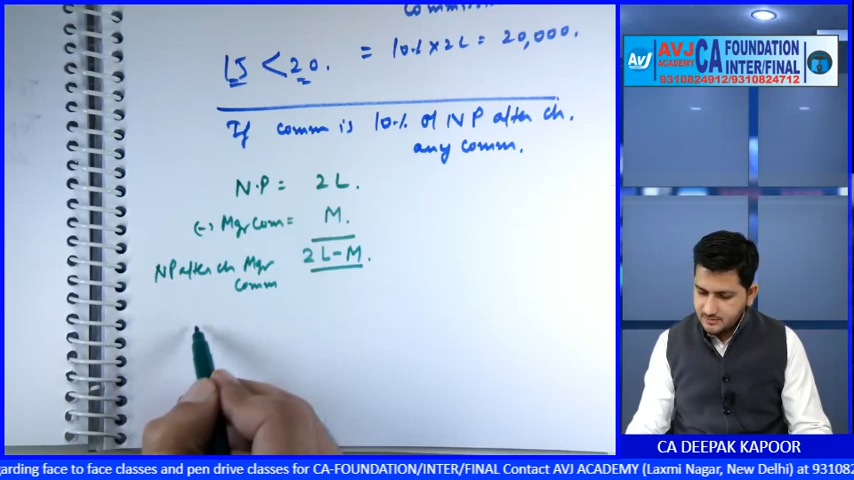 15 < 20. = 10% × 2L = 20,000.
If comm is 10% of NP after ch.
any comm.
N.P = 2L.
(-) Mgr Com = M.
NP after ch Mgr 2L-M.
Comm
AVJ
AVJ
ACADEMY
CA
FOUNDATION
INTER/FINAL
9310824912/9310824712
CA DEEPAK KAPOOR
garding face to face classes and pen drive classes for CA-FOUNDATION/INTER/FINAL Contact AVJ ACADEMY (Laxmi Nagar, New Delhi) at 93108